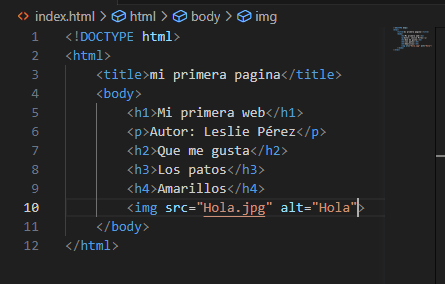 index.html > html > body > img
1 <!DOCTYPE html>
2 <html>
3 <title>mi primera pagina</title>
4 <body>
5 <h1>Mi primera web</h1>
6 <p>Autor: Leslie Pérez</p>
7 <h2>Que me gusta</h2>
8 <h3>Los patos</h3>
9 <h4>Amarillos</h4>
10 <img src="Hola.jpg" alt="Hola">
11 </body>
12 </html>